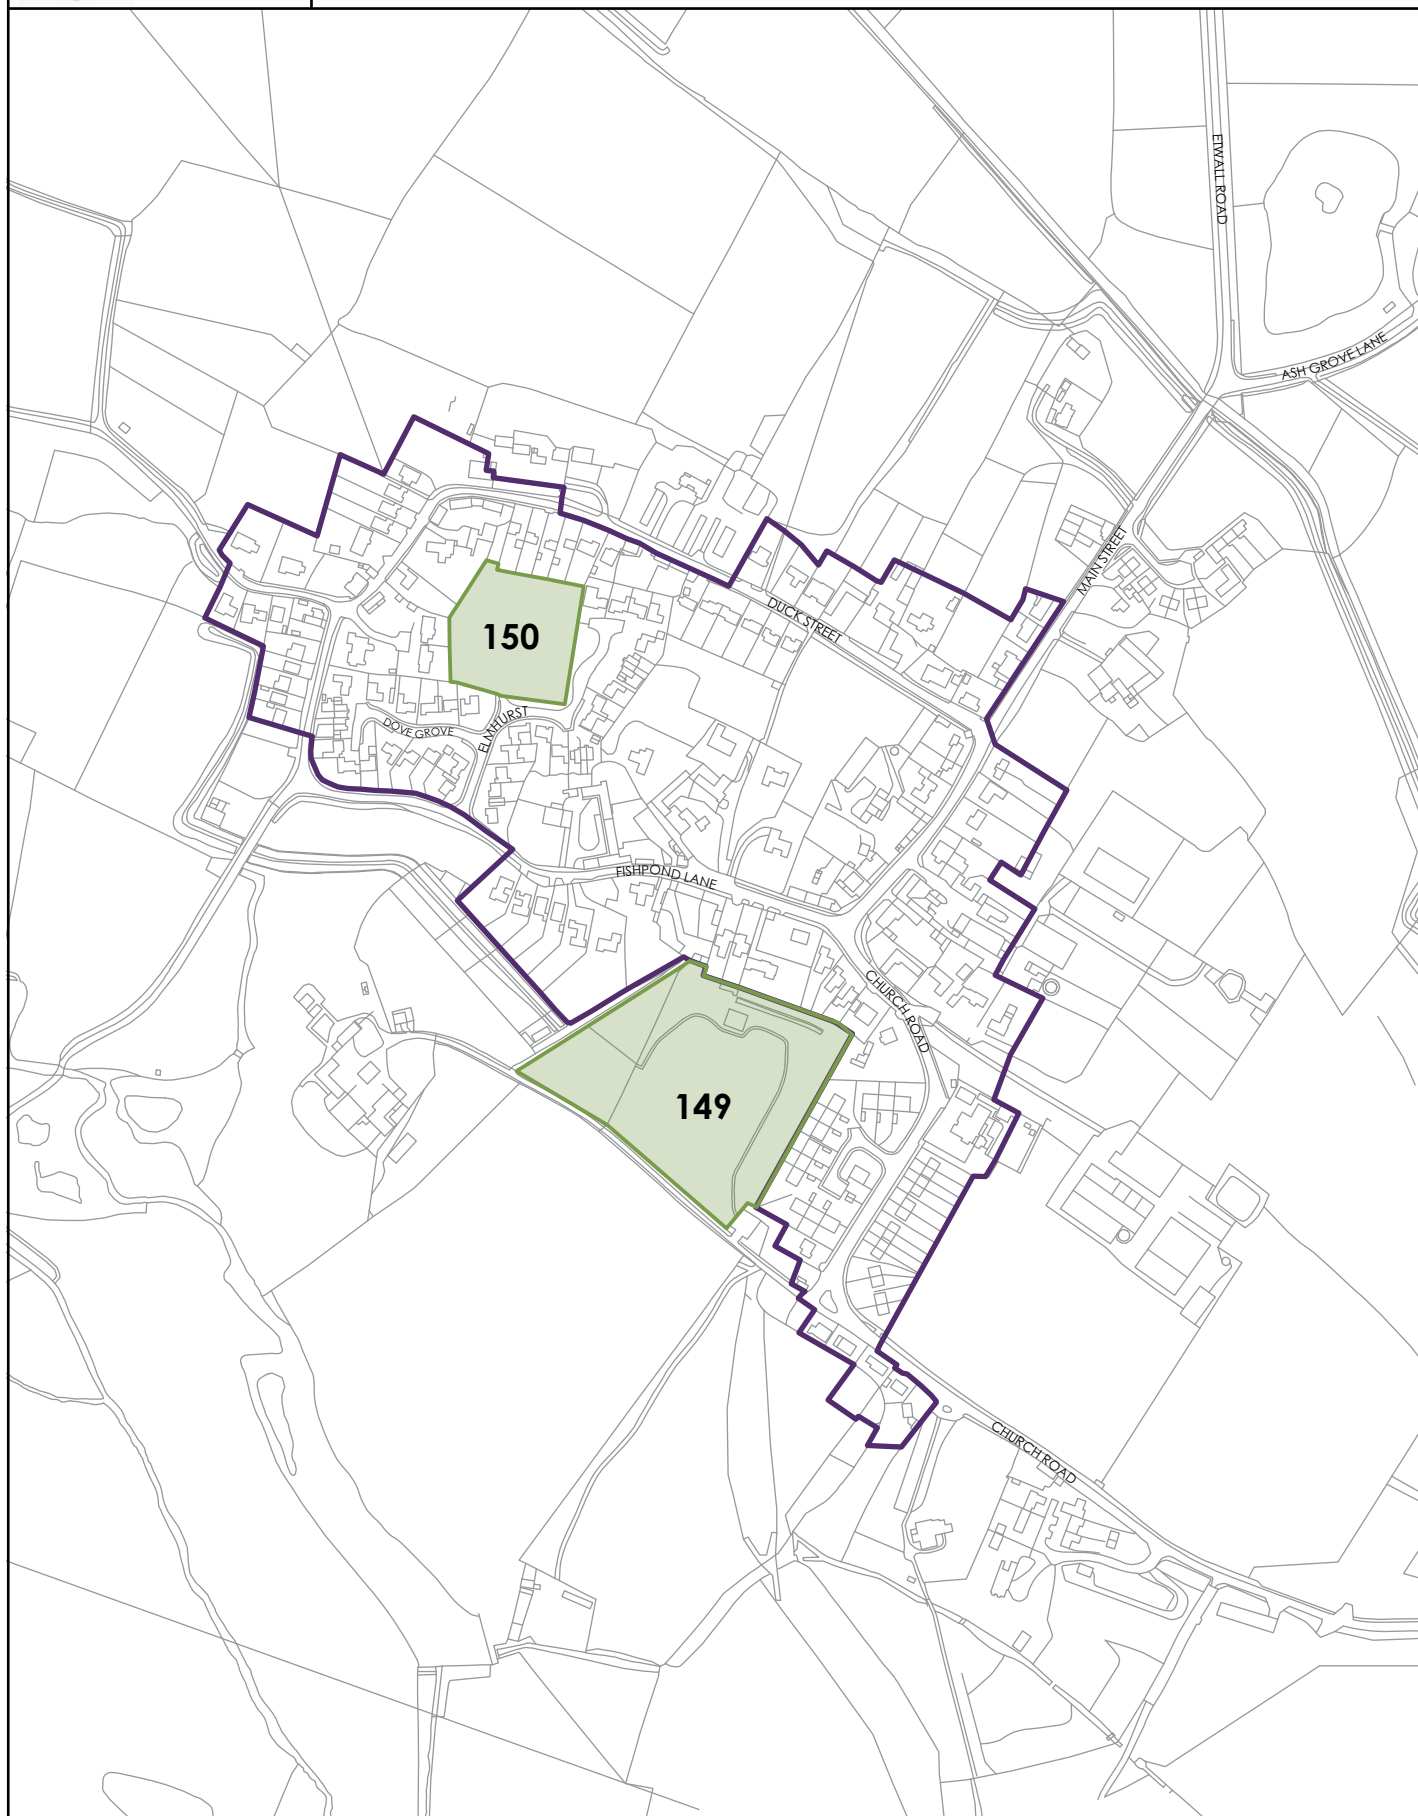 ETWALL ROAD
ASH GROVE LANE
MAIN STREET
DUCK STREET
150
ELMHURST
DOVE GROVE
FISHPOND LANE
CHURCH ROAD
149
CHURCH ROAD